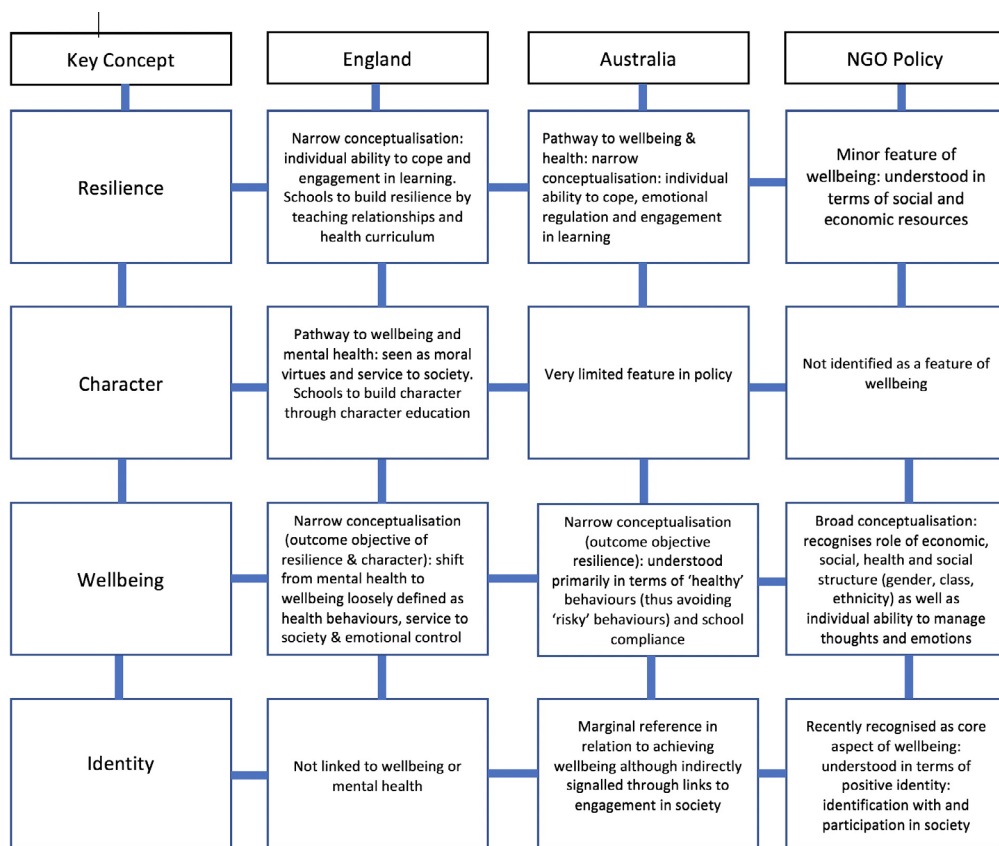 Key Concept
England
Australia
NGO Policy
Resilience
Narrow conceptualisation:
individual ability to cope and
engagement in learning.
Schools to build resilience by
teaching relationships and
health curriculum
Pathway to wellbeing &
health: narrow
conceptualisation: individual
ability to cope, emotional
regulation and engagement
in learning
Minor feature of
wellbeing: understood in
terms of social and
economic resources
Character
Pathway to wellbeing and
mental health: seen as moral
virtues and service to society.
Schools to build character
through character education
Very limited feature in policy
Not identified as a feature of
wellbeing
Wellbeing
Narrow conceptualisation
(outcome objective of
resilience & character): shift
from mental health to
wellbeing loosely defined as
health behaviours, service to
society & emotional control
Narrow conceptualisation
(outcome objective
resilience): understood
primarily in terms of ‘healthy’
behaviours (thus avoiding
‘risky’ behaviours) and school
compliance
Broad conceptualisation:
recognises role of economic,
social, health and social
structure (gender, class,
ethnicity) as well as
individual ability to manage
thoughts and emotions
Identity
Not linked to wellbeing or
mental health
Marginal reference in
relation to achieving
wellbeing although indirectly
signalled through links to
engagement in society
Recently recognised as core
aspect of wellbeing:
understood in terms of
positive identity:
identification with and
participation in society